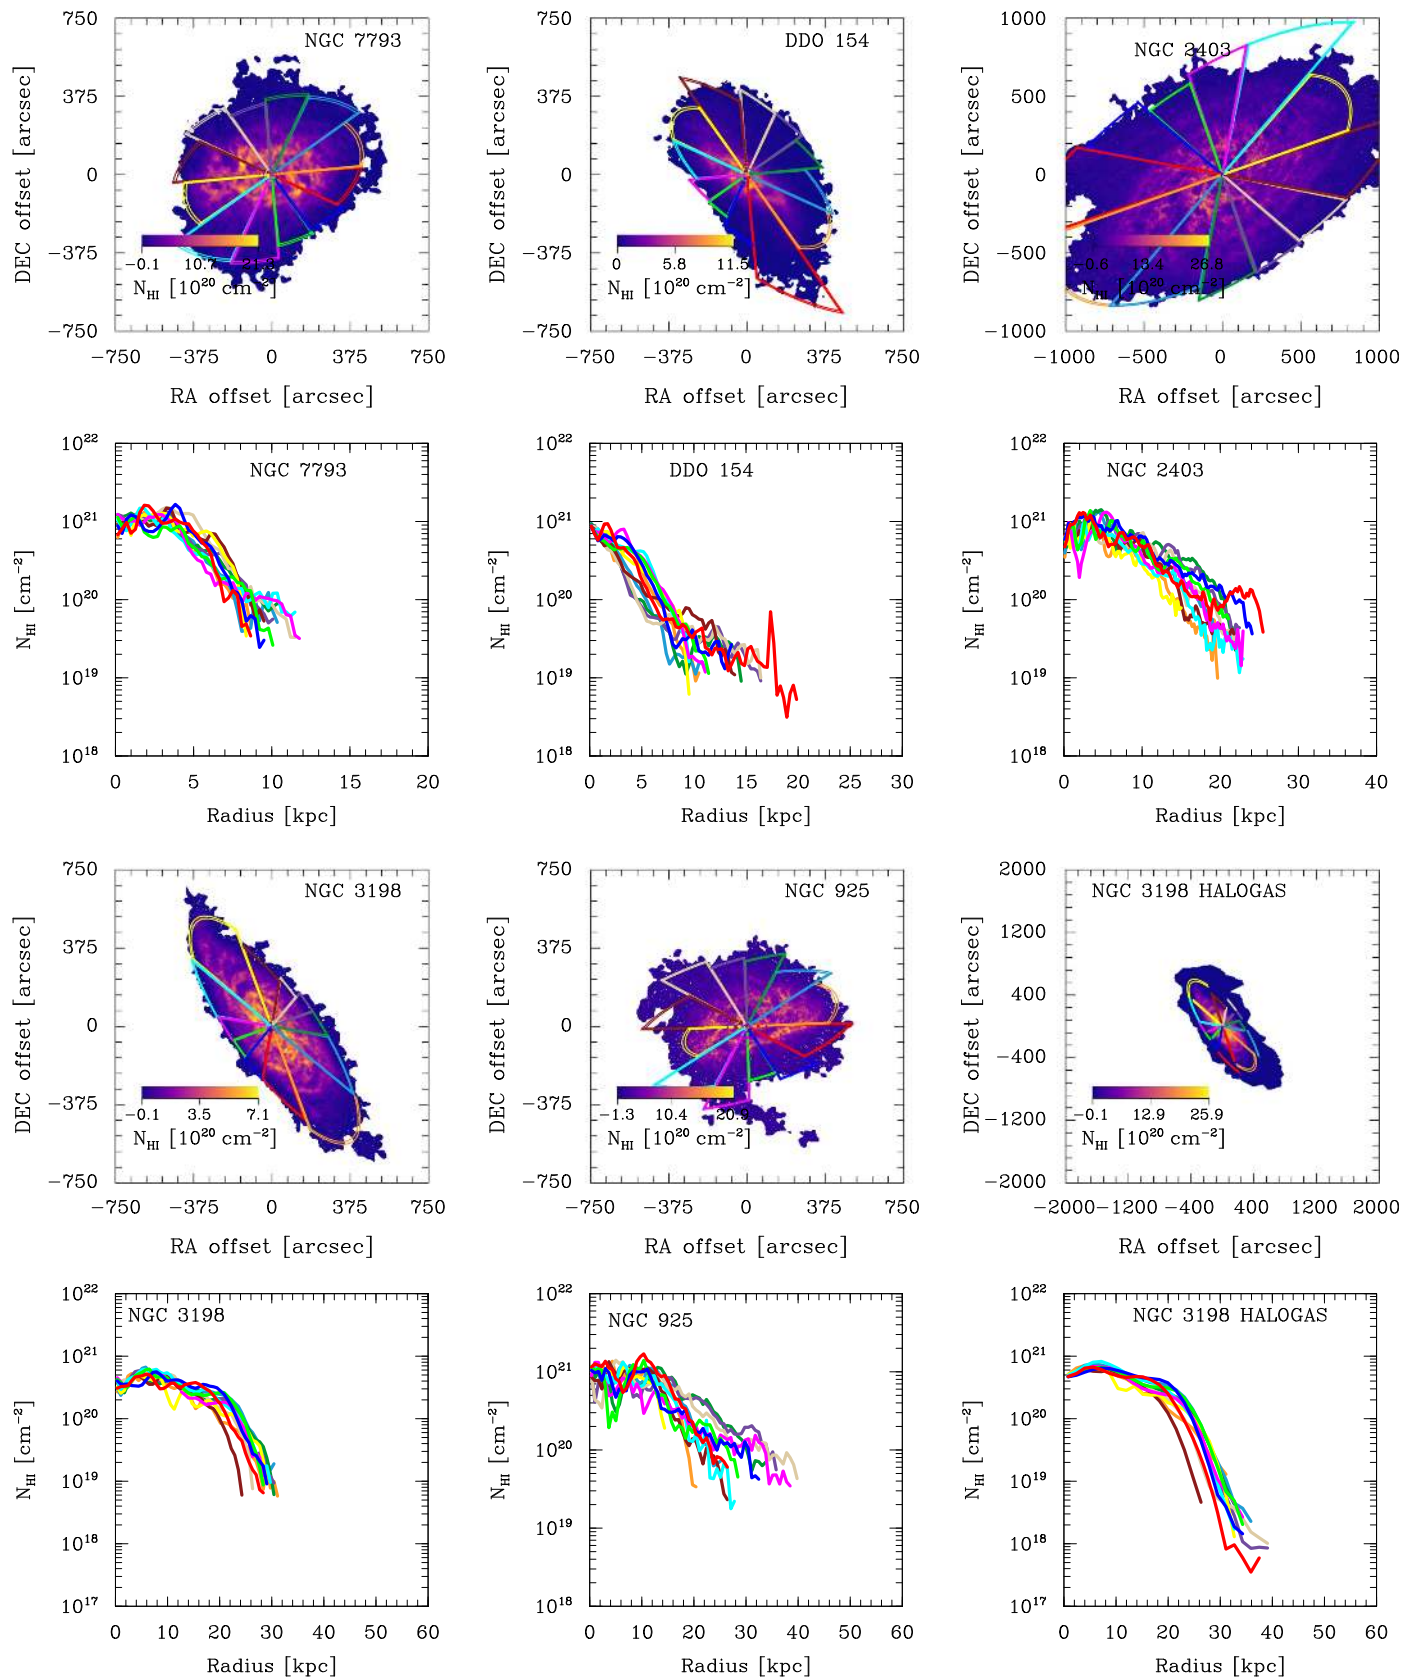 NGC 7793
DEC offset [arcsec]
750
375
0
−375
−750
−0.1 10.7 21.3
N_HI [10^20 cm^−2]
−750 −375 0 375 750
RA offset [arcsec]
DDO 154
DEC offset [arcsec]
750
375
0
−375
−750
0 5.8 11.5
N_HI [10^20 cm^−2]
−750 −375 0 375 750
RA offset [arcsec]
NGC 2403
DEC offset [arcsec]
1000
500
0
−500
−1000
−0.6 13.4 26.8
N_HI [10^20 cm^−2]
−1000 −500 0 500 1000
RA offset [arcsec]
NGC 7793
N_HI [cm^−2]
10^22
10^21
10^20
10^19
10^18
0 5 10 15 20
Radius [kpc]
DDO 154
N_HI [cm^−2]
10^22
10^21
10^20
10^19
10^18
0 5 10 15 20 25 30
Radius [kpc]
NGC 2403
N_HI [cm^−2]
10^22
10^21
10^20
10^19
10^18
0 10 20 30 40
Radius [kpc]
NGC 3198
DEC offset [arcsec]
750
375
0
−375
−750
−0.1 3.5 7.1
N_HI [10^20 cm^−2]
−750 −375 0 375 750
RA offset [arcsec]
NGC 925
DEC offset [arcsec]
750
375
0
−375
−750
−1.3 10.4 20.9
N_HI [10^20 cm^−2]
−750 −375 0 375 750
RA offset [arcsec]
NGC 3198 HALOGAS
DEC offset [arcsec]
2000
1200
400
−400
−1200
−2000
−0.1 12.9 25.9
N_HI [10^20 cm^−2]
−2000 −1200 −400 400 1200 2000
RA offset [arcsec]
NGC 3198
N_HI [cm^−2]
10^22
10^21
10^20
10^19
10^18
10^17
0 10 20 30 40 50 60
Radius [kpc]
NGC 925
N_HI [cm^−2]
10^22
10^21
10^20
10^19
10^18
0 10 20 30 40 50 60
Radius [kpc]
NGC 3198 HALOGAS
N_HI [cm^−2]
10^22
10^21
10^20
10^19
10^18
10^17
0 10 20 30 40 50 60
Radius [kpc]